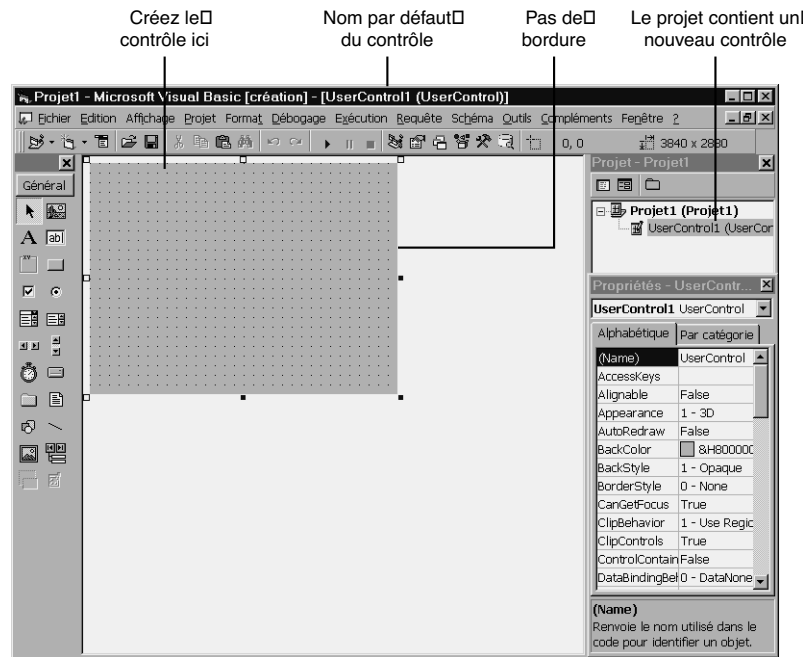 Créez le
contrôle ici
Nom par défaut
du contrôle
Pas de
bordure
Le projet contient un
nouveau contrôle
Projet1 - Microsoft Visual Basic [création] - [UserControl1 (UserControl)]
Fichier Edition Affichage Projet Format Débogage Exécution Requête Schéma Outils Compléments Fenêtre ?
0, 0
3840 x 2880
Général
A
ab
Projet - Projet1
Projet1 (Projet1)
UserControl1 (UserCor
Propriétés - UserContr...
UserControl1 UserControl
Alphabétique
Par catégorie
(Name) UserControl
AccessKeys
Alignable False
Appearance 1 - 3D
AutoRedraw False
BackColor &H800000
BackStyle 1 - Opaque
BorderStyle 0 - None
CanGetFocus True
ClipBehavior 1 - Use Regic
ClipControls True
ControlContain False
DataBindingBel 0 - DataNone
(Name)
Renvoie le nom utilisé dans le
code pour identifier un objet.